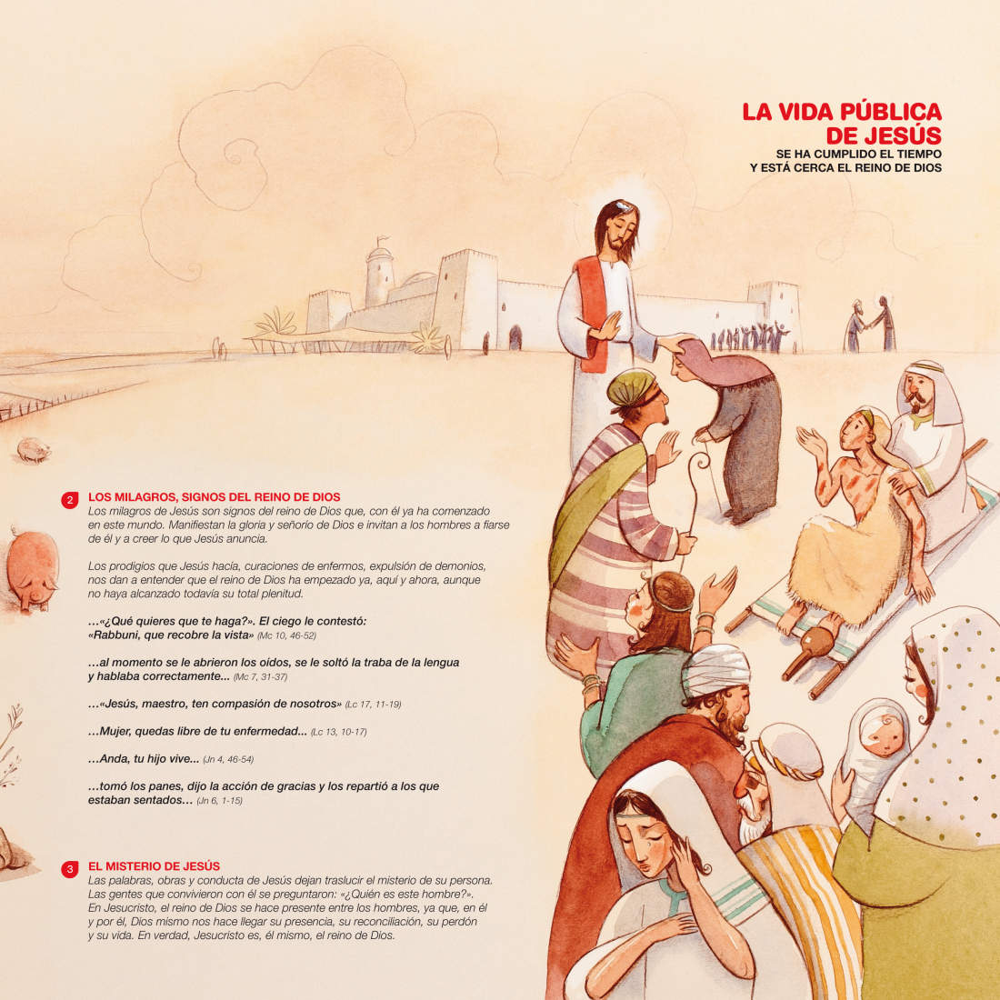 LA VIDA PÚBLICA
DE JESÚS
SE HA CUMPLIDO EL TIEMPO
Y ESTÁ CERCA EL REINO DE DIOS
2
LOS MILAGROS, SIGNOS DEL REINO DE DIOS
Los milagros de Jesús son signos del reino de Dios que, con él ya ha comenzado
en este mundo. Manifiestan la gloria y señorío de Dios e invitan a los hombres a fiarse
de él y a creer lo que Jesús anuncia.
Los prodigios que Jesús hacía, curaciones de enfermos, expulsión de demonios,
nos dan a entender que el reino de Dios ha empezado ya, aquí y ahora, aunque
no haya alcanzado todavía su total plenitud.
…«¿Qué quieres que te haga?». El ciego le contestó:
«Rabbuni, que recobre la vista» (Mc 10, 46-52)
…al momento se le abrieron los oídos, se le soltó la traba de la lengua
y hablaba correctamente... (Mc 7, 31-37)
…«Jesús, maestro, ten compasión de nosotros» (Lc 17, 11-19)
…Mujer, quedas libre de tu enfermedad... (Lc 13, 10-17)
…Anda, tu hijo vive... (Jn 4, 46-54)
…tomó los panes, dijo la acción de gracias y los repartió a los que
estaban sentados… (Jn 6, 1-15)
3
EL MISTERIO DE JESÚS
Las palabras, obras y conducta de Jesús dejan traslucir el misterio de su persona.
Las gentes que convivieron con él se preguntaron: «¿Quién es este hombre?».
En Jesucristo, el reino de Dios se hace presente entre los hombres, ya que, en él
y por él, Dios mismo nos hace llegar su presencia, su reconciliación, su perdón
y su vida. En verdad, Jesucristo es, él mismo, el reino de Dios.